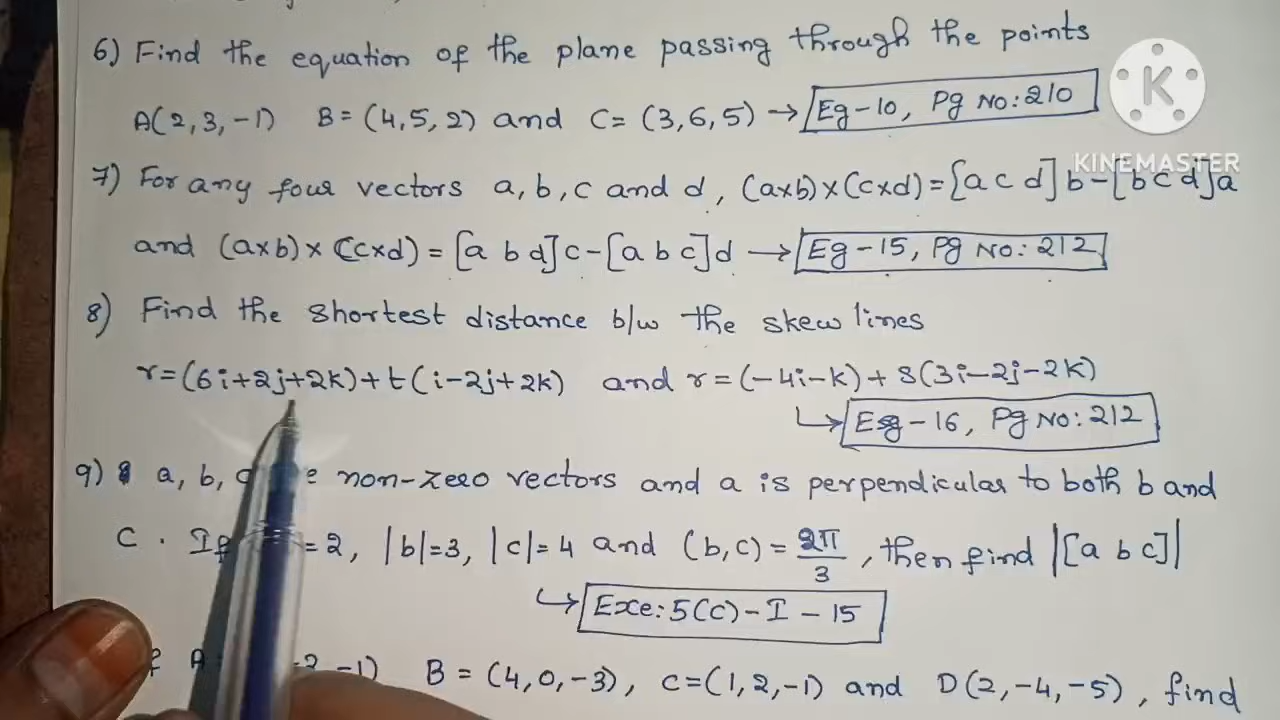 6) Find the equation of the plane passing through the points
A(2,3,-1) B=(4,5,2) and C=(3,6,5) → Eg-10, Pg No:210
K
KINEMASTER
7) For any four vectors a, b, c and d, (a×b)×(c×d)=[a c d]b-[b c d]a
and (a×b)×(c×d)=[a b d]c-[a b c]d → Eg-15, Pg No:212
8) Find the shortest distance b/w the skew lines
r=(6i+2j+2k)+t(i-2j+2k) and r=(-4i-k)+s(3i-2j-2k)
↳ Eg-16, Pg No:212
9) a, b, non-zero vectors and a is perpendicular to both b and
c. If =2, |b|=3, |c|=4 and (b,c)=2π/3, then find |[a b c]|
↳ Exe:5(c)-I-15
-1) B=(4,0,-3), C=(1,2,-1) and D(2,-4,-5), find